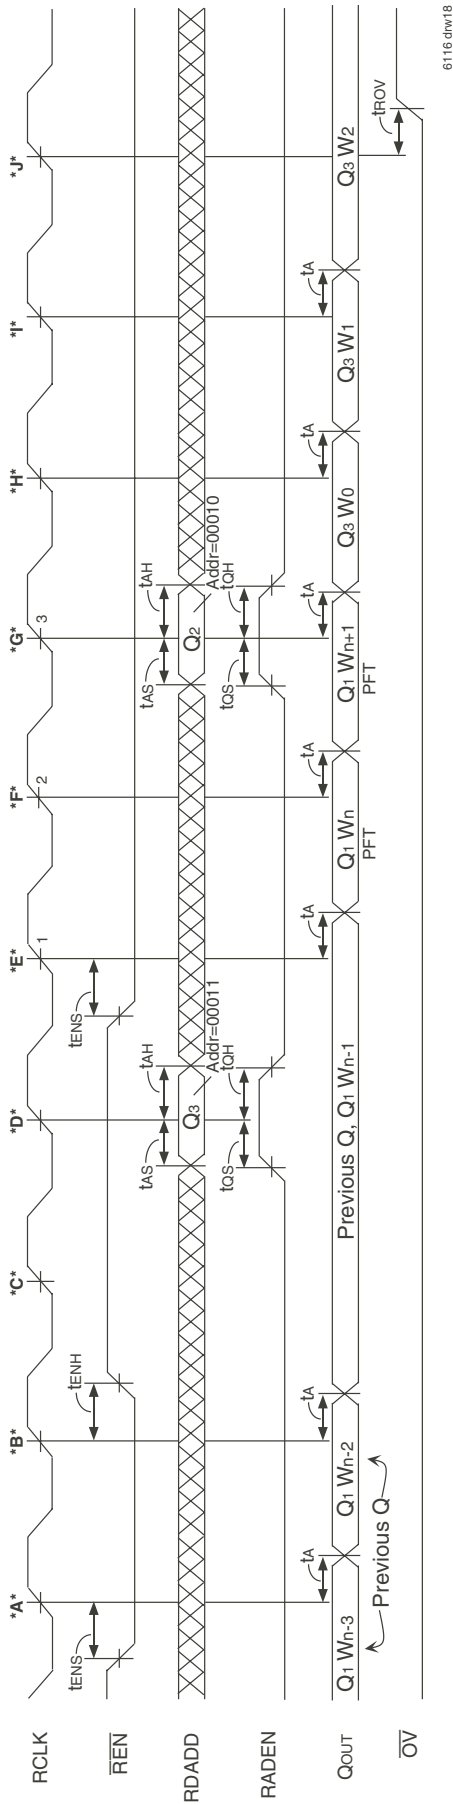 *A*
*B*
*C*
*D*
*E*
*F*
*G*
*H*
*I*
*J*
1
2
3
RCLK
tENS
tENH
tENS
REN
tAS
tAH
tAS
tAH
RDADD
Q3
Q2
Addr=00011
Addr=00010
tQS
tQH
tQS
tQH
RADEN
tA
tA
tA
tA
tA
tA
tA
QOUT
Q1 Wn-3
Q1 Wn-2
Previous Q, Q1 Wn-1
Q1 Wn
Q1 Wn+1
Q3 W0
Q3 W1
Q3 W2
PFT
PFT
Previous Q
tROV
OV
6116 drw18